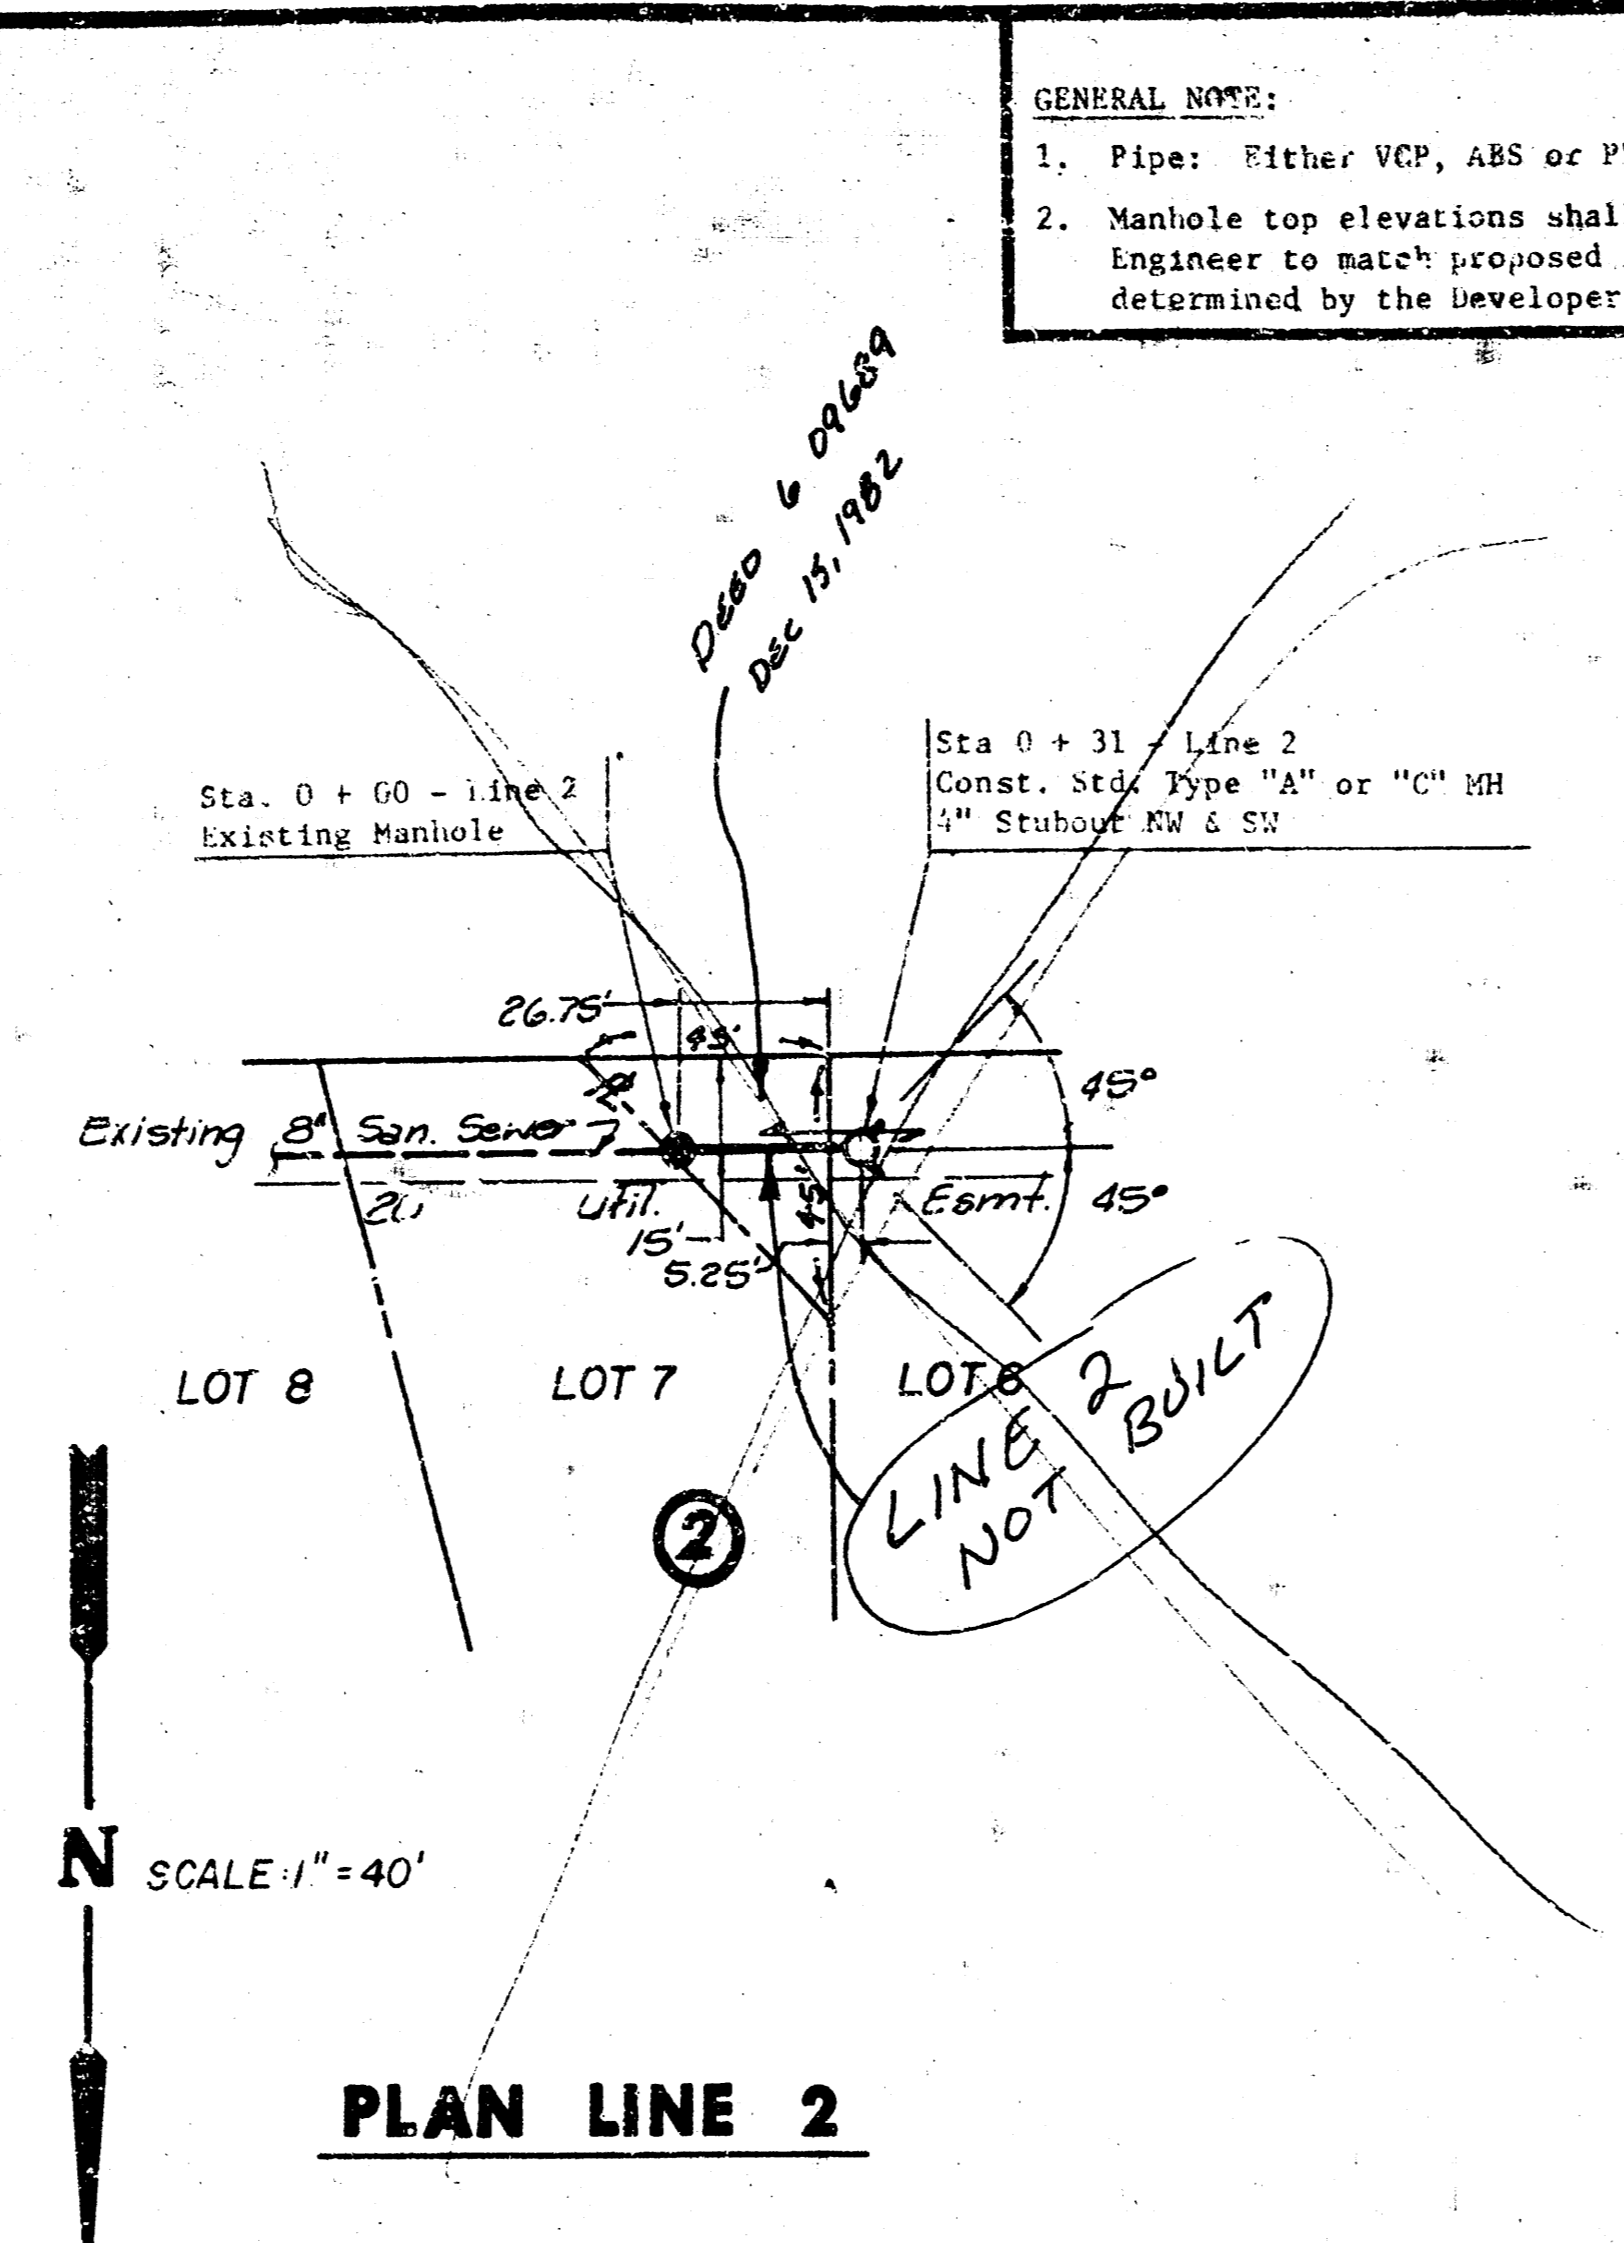 GENERAL NOTE:
1. Pipe: Either VCP, ABS or
2. Manhole top elevations
Engineer to match proposed
determined by the Developer
DEED 6 09689
DEC 15, 1982
Sta. 0 + 00 - Line 2
Existing Manhole
Sta 0 + 31 - Line 2
Const. Std. Type "A" or "C" MH
4" Stubout NW & SW
26.75'
45'
45°
Existing 8" San. Sewer
20 Util. Esmt.
45'
45°
15'
5.25'
LOT 8
LOT 7
LOT 6
LINE 2
NOT BUILT
2
N
SCALE: 1" = 40'
PLAN LINE 2